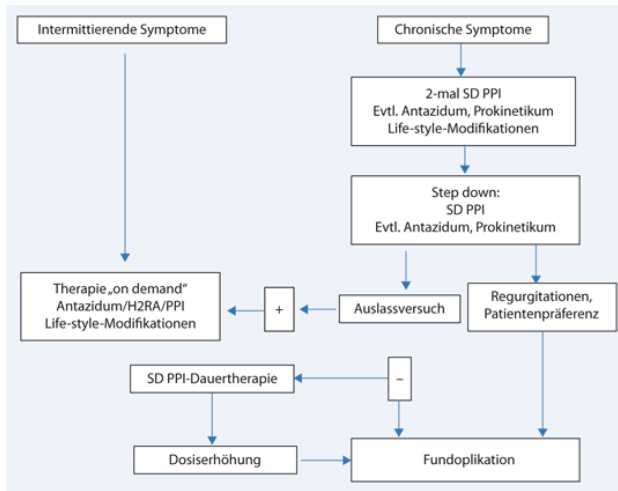 Intermittierende Symptome
Chronische Symptome
2-mal SD PPI
Evtl. Antazidum, Prokinetikum
Life-style-Modifikationen
Step down:
SD PPI
Evtl. Antazidum, Prokinetikum
Therapie„on demand“
Antazidum/H2RA/PPI
Life-style-Modifikationen
+
Auslassversuch
Regurgitationen,
Patientenpräferenz
SD PPI-Dauertherapie
–
Dosiserhöhung
Fundoplikation